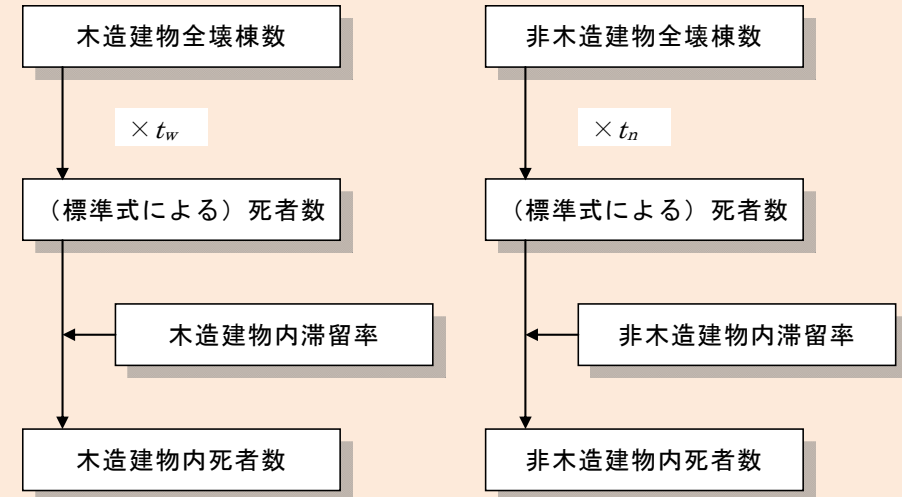 木造建物全壊棟数
非木造建物全壊棟数
×tw
×tn
(標準式による)死者数
(標準式による)死者数
木造建物内滞留率
非木造建物内滞留率
木造建物内死者数
非木造建物内死者数